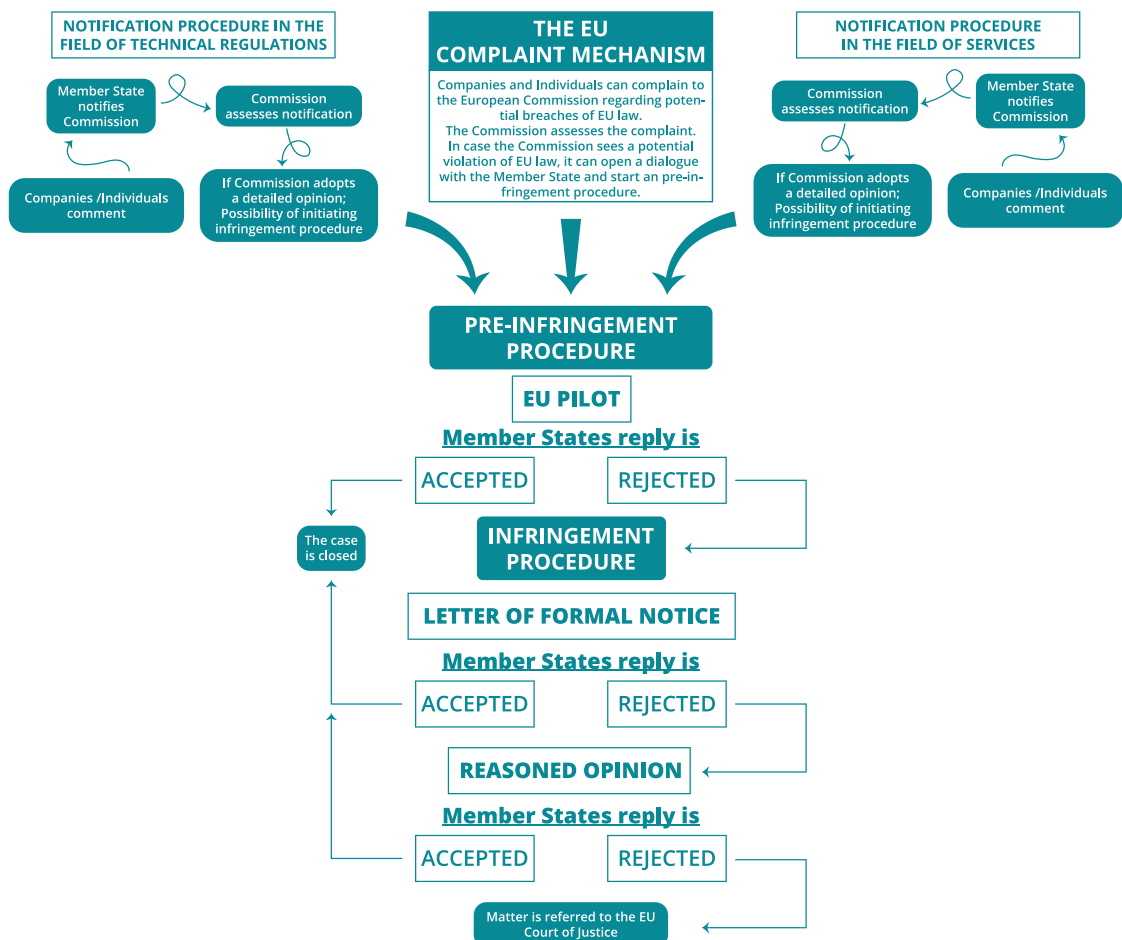 NOTIFICATION PROCEDURE IN THE
FIELD OF TECHNICAL REGULATIONS
Member State
notifies
Commission
Commission
assesses notification
Companies /Individuals
comment
If Commission adopts
a detailed opinion;
Possibility of initiating
infringement procedure
THE EU
COMPLAINT MECHANISM
Companies and Individuals can complain to
the European Commission regarding poten-
tial breaches of EU law.
The Commission assesses the complaint.
In case the Commission sees a potential
violation of EU law, it can open a dialogue
with the Member State and start an pre-in-
fringement procedure.
NOTIFICATION PROCEDURE
IN THE FIELD OF SERVICES
Commission
assesses notification
Member State
notifies
Commission
If Commission adopts
a detailed opinion;
Possibility of initiating
infringement procedure
Companies /Individuals
comment
PRE-INFRINGEMENT
PROCEDURE
EU PILOT
Member States reply is
ACCEPTED
REJECTED
The case
is closed
INFRINGEMENT
PROCEDURE
LETTER OF FORMAL NOTICE
Member States reply is
ACCEPTED
REJECTED
REASONED OPINION
Member States reply is
ACCEPTED
REJECTED
Matter is referred to the EU
Court of Justice